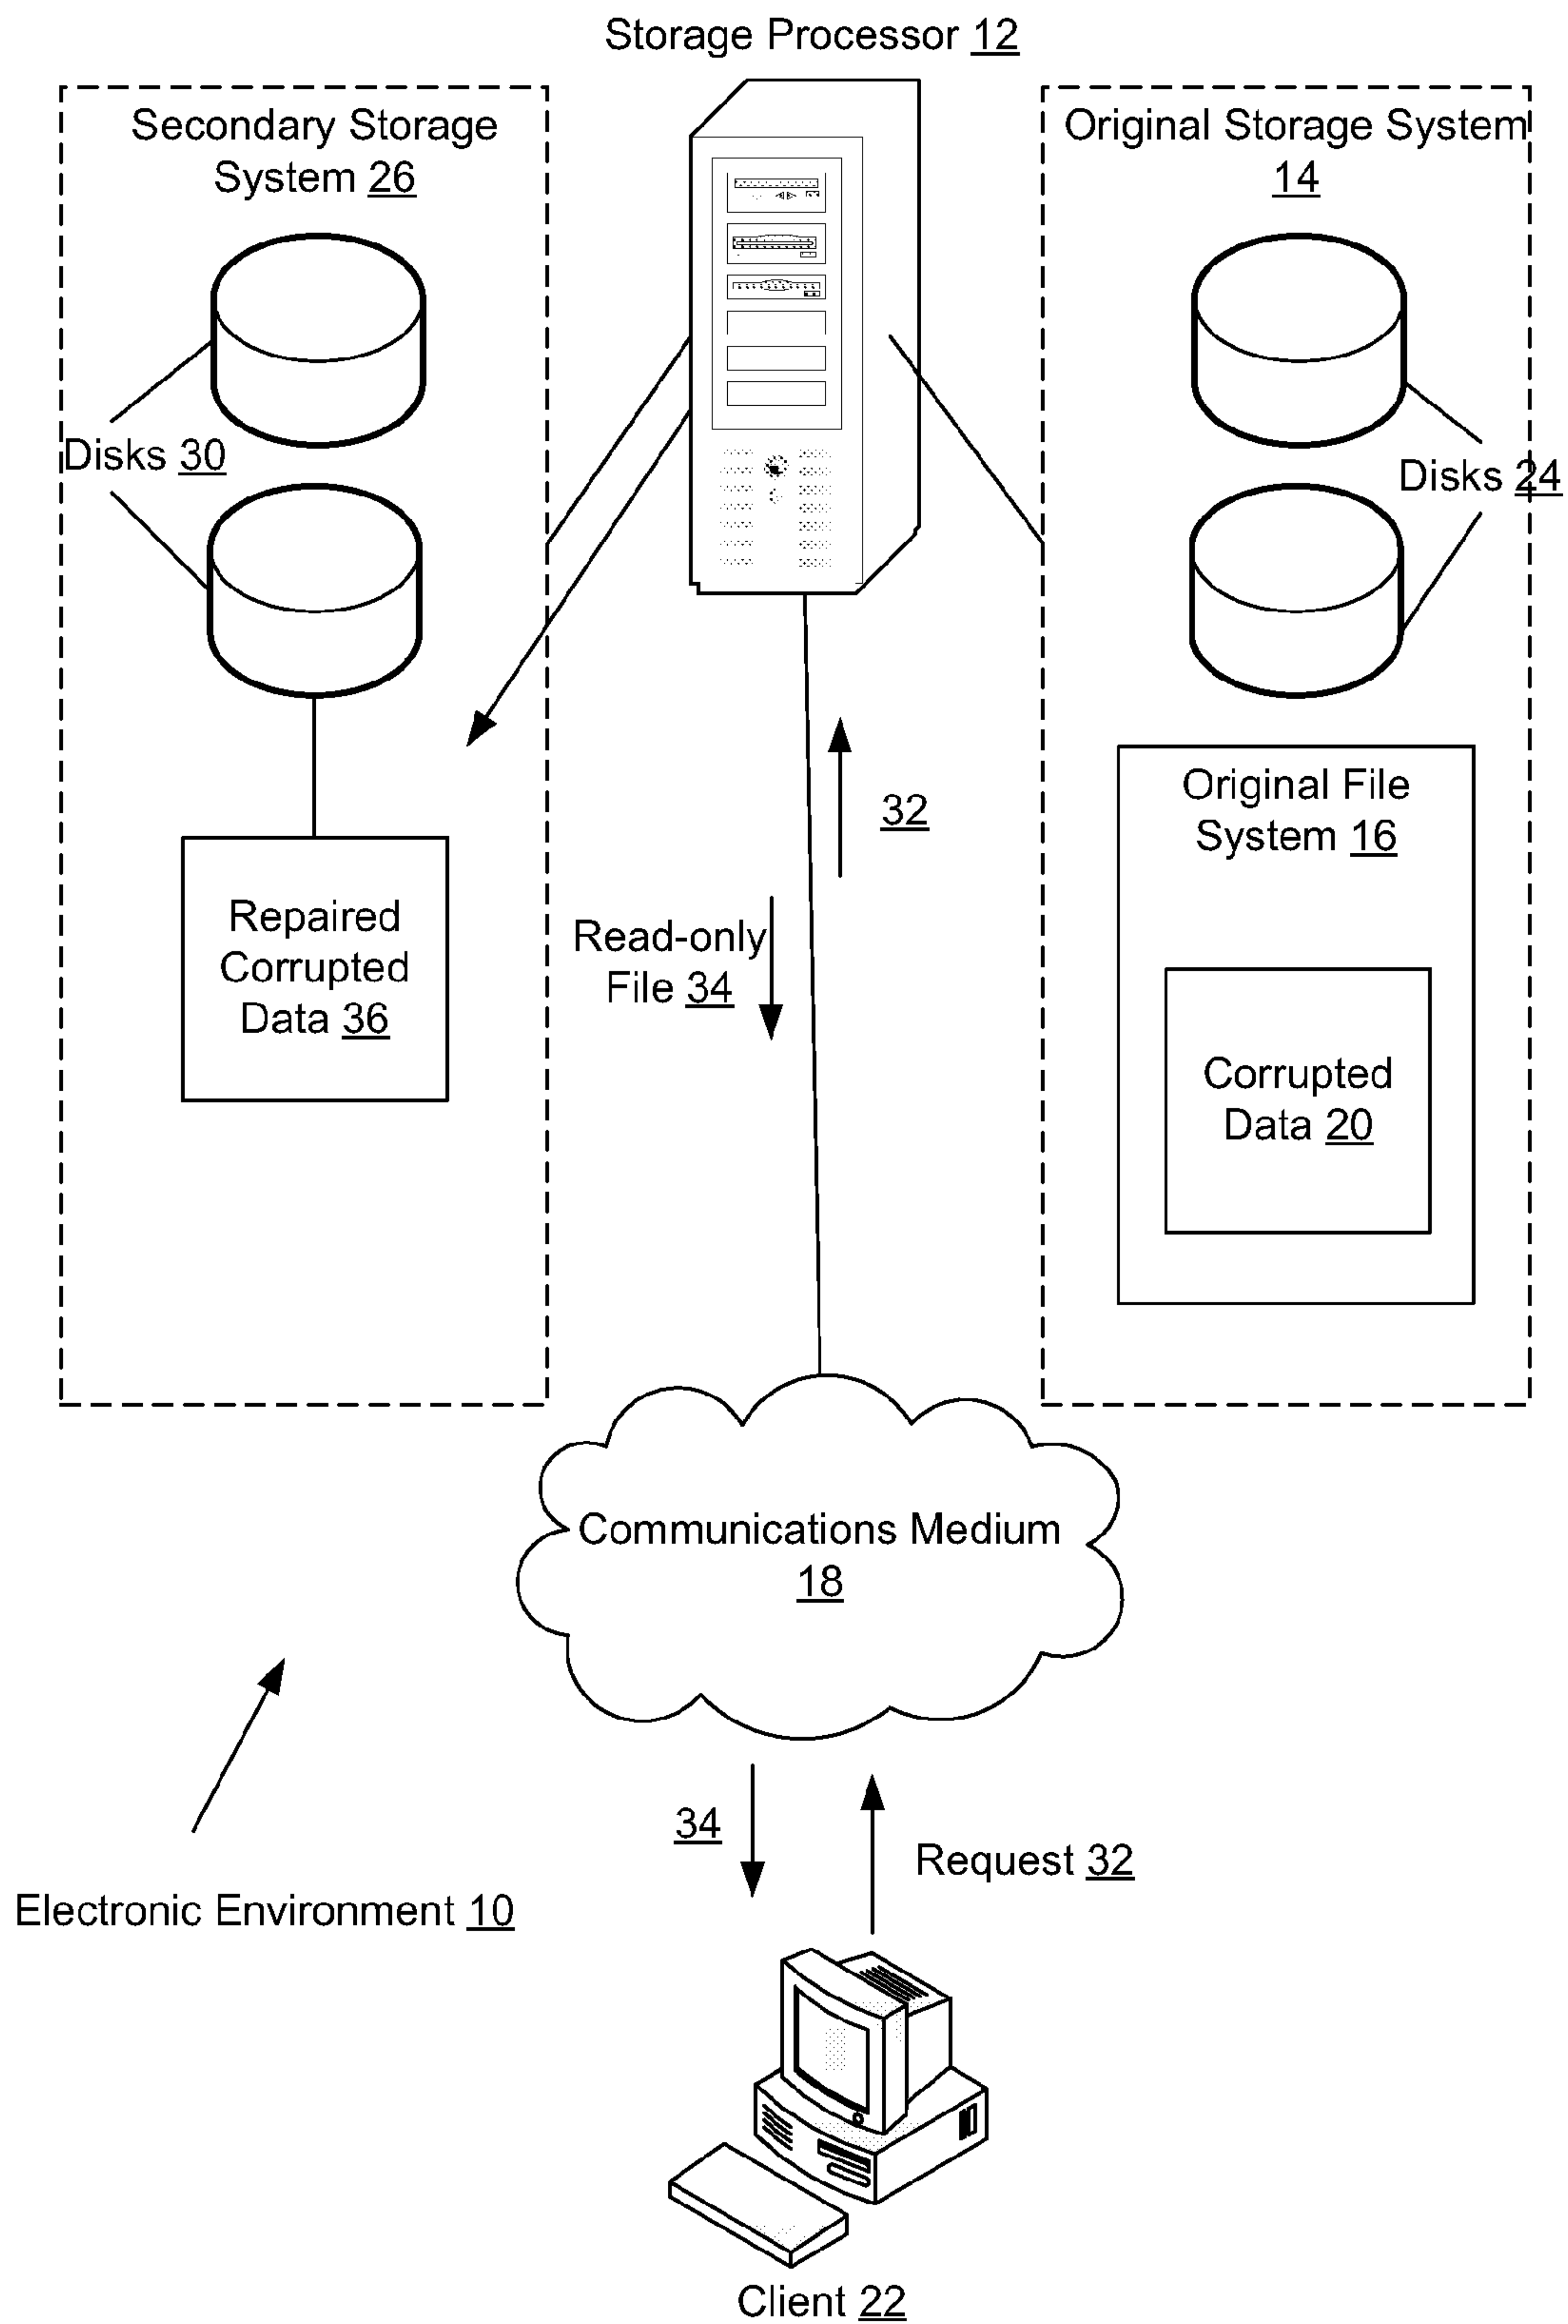 Storage Processor 12
Secondary Storage
System 26
Original Storage System
14
Disks 30
Disks 24
Original File
System 16
32
Repaired
Corrupted
Data 36
Read-only
File 34
Corrupted
Data 20
Communications Medium
18
34
Request 32
Electronic Environment 10
Client 22